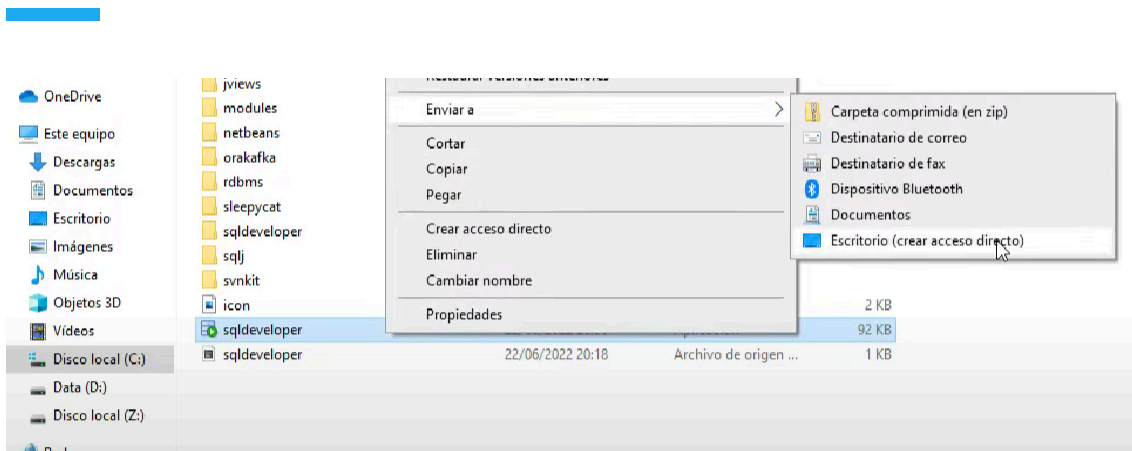 OneDrive
Este equipo
Descargas
Documentos
Escritorio
Imágenes
Música
Objetos 3D
Vídeos
Disco local (C:)
Data (D:)
Disco local (Z:)
jviews
modules
netbeans
orakafka
rdbms
sleepycat
sqldeveloper
sqlj
svnkit
icon 2 KB
sqldeveloper 92 KB
sqldeveloper 22/06/2022 20:18 Archivo de origen ... 1 KB
Restaurar versiones anteriores
Enviar a
Cortar
Copiar
Pegar
Crear acceso directo
Eliminar
Cambiar nombre
Propiedades
Carpeta comprimida (en zip)
Destinatario de correo
Destinatario de fax
Dispositivo Bluetooth
Documentos
Escritorio (crear acceso directo)